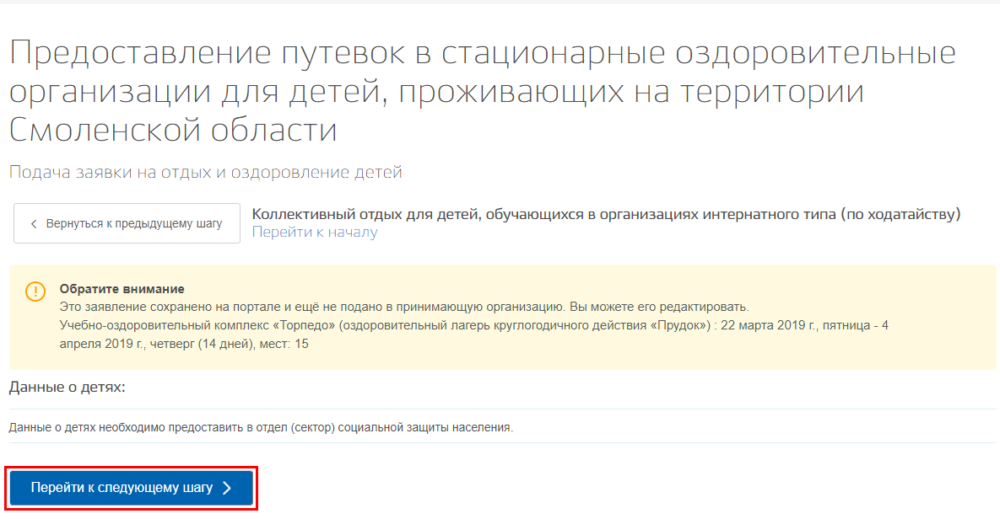 Предоставление путевок в стационарные оздоровительные
организации для детей, проживающих на территории
Смоленской области
Подача заявки на отдых и оздоровление детей
Вернуться к предыдущему шагу
Коллективный отдых для детей, обучающихся в организациях интернатного типа (по ходатайству)
Перейти к началу
Обратите внимание
Это заявление сохранено на портале и ещё не подано в принимающую организацию. Вы можете его редактировать.
Учебно-оздоровительный комплекс «Торпедо» (оздоровительный лагерь круглогодичного действия «Прудок») : 22 марта 2019 г., пятница - 4
апреля 2019 г., четверг (14 дней), мест: 15
Данные о детях:
Данные о детях необходимо предоставить в отдел (сектор) социальной защиты населения.
Перейти к следующему шагу